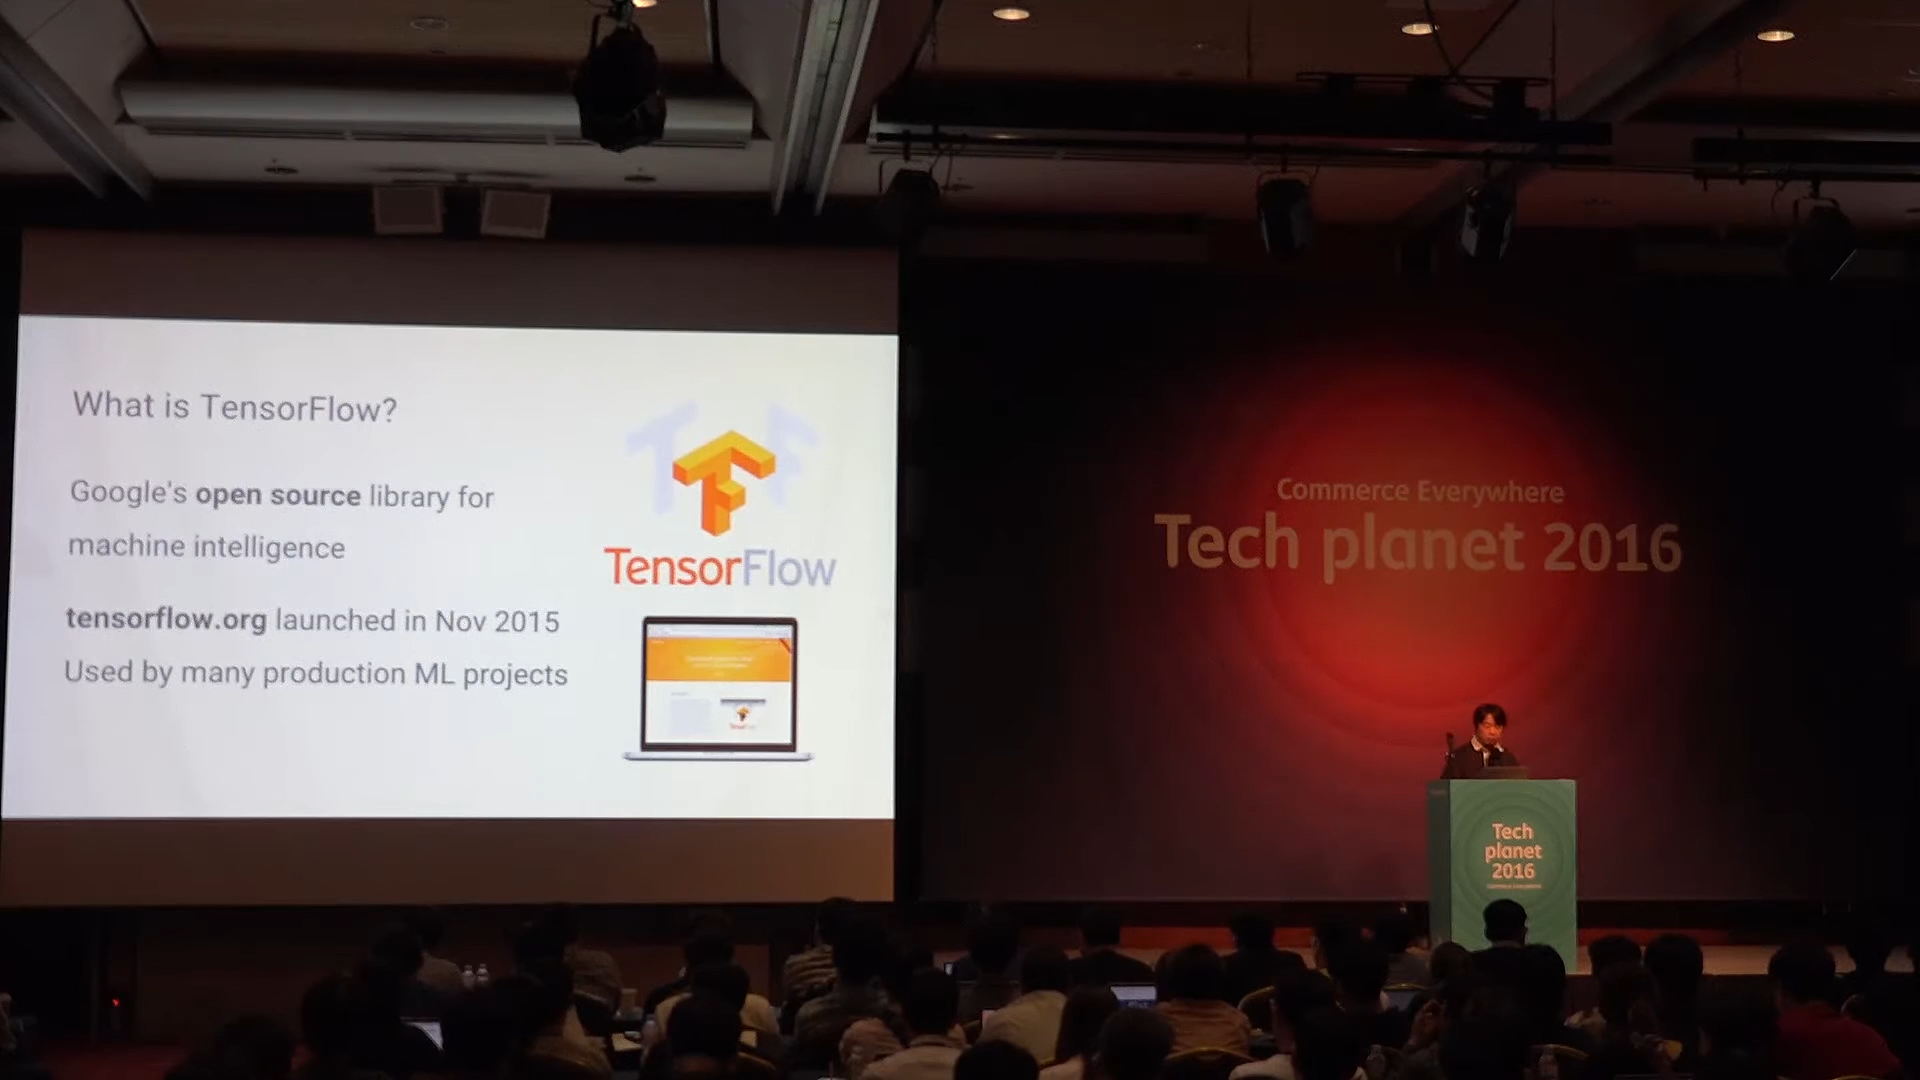 What is TensorFlow?
Google's open source library for
machine intelligence
tensorflow.org launched in Nov 2015
Used by many production ML projects
TensorFlow
Commerce Everywhere
Tech planet 2016
Tech
planet
2016